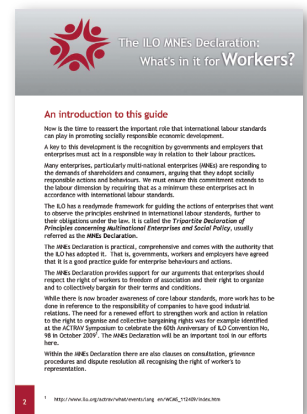 The ILO MNEs Declaration:
What's in it for Workers?
An introduction to this guide
Now is the time to reassert the important role that international labour standards
can play in promoting socially responsible economic development.
A key to this development is the recognition by governments and employers that
enterprises must act in a responsible way in relation to their labour practices.
Many enterprises, particularly multi-national enterprises (MNEs) are responding to
the demands of shareholders and consumers, arguing that they adopt socially
responsible actions and behaviours. We must ensure this commitment extends to
the labour dimension by requiring that as a minimum these enterprises act in
accordance with international labour standards.
The ILO has a readymade framework for guiding the actions of enterprises that want
to observe the principles enshrined in international labour standards, further to
their obligations under the law. It is called the Tripartite Declaration of
Principles concerning Multinational Enterprises and Social Policy, usually
referred as the MNEs Declaration.
The MNEs Declaration is practical, comprehensive and comes with the authority that
the ILO has adopted it. That is, governments, workers and employers have agreed
that it is a good practice guide for enterprise behaviours and actions.
The MNEs Declaration provides support for our arguments that enterprises should
respect the right of workers to freedom of association and their right to organise
and to collectively bargain for their terms and conditions.
While there is now broader awareness of core labour standards, more work has to be
done in reference to the responsibility of companies to have good industrial
relations. The need for a renewed effort to strengthen work and action in relation
to the right to organise and collective bargaining rights was for example identified
at the ACTRAV Symposium to celebrate the 60th Anniversary of ILO Convention No,
98 in October 2009¹. The MNEs Declaration will be an important tool in our efforts
here.
Within the MNEs Declaration there are also clauses on consultation, grievance
procedures and dispute resolution all recognising the right of workers to
representation.
2
¹ http://www.ilo.org/actrav/what/events/lang--en/WCMS_112409/index.htm